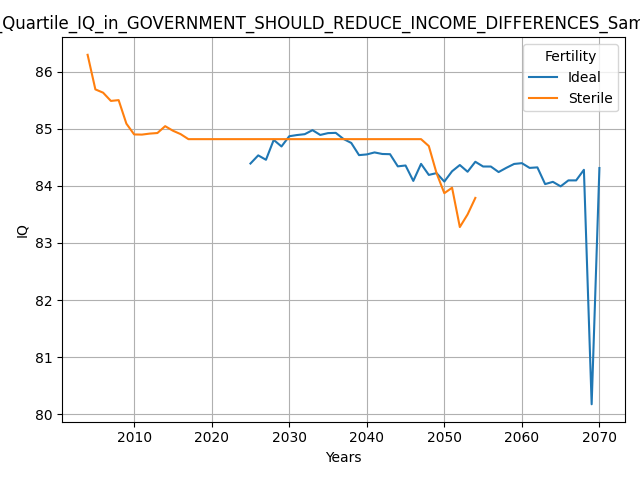 _Quartile_IQ_in_GOVERNMENT_SHOULD_REDUCE_INCOME_DIFFERENCES_Sam
Fertility
Ideal
Sterile
86
85
84
83
82
81
80
IQ
2010
2020
2030
2040
2050
2060
2070
Years